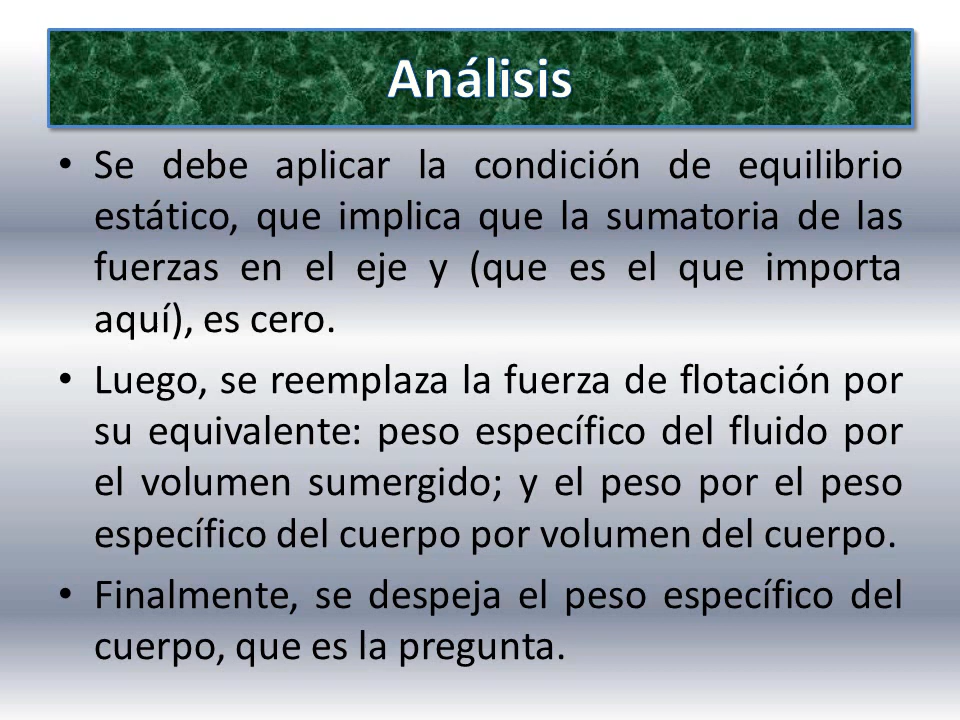 Análisis
• Se debe aplicar la condición de equilibrio
estático, que implica que la sumatoria de las
fuerzas en el eje y (que es el que importa
aquí), es cero.
• Luego, se reemplaza la fuerza de flotación por
su equivalente: peso específico del fluido por
el volumen sumergido; y el peso por el peso
específico del cuerpo por volumen del cuerpo.
• Finalmente, se despeja el peso específico del
cuerpo, que es la pregunta.